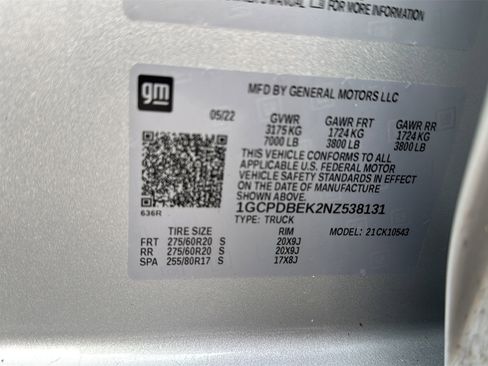 OWNER'S MANUAL FOR MORE INFORMATION
gm
MFD BY GENERAL MOTORS LLC
05/22 GVWR GAWR FRT GAWR RR
3175 KG 1724 KG 1724 KG
7000 LB 3800 LB 3800 LB
THIS VEHICLE CONFORMS TO ALL
APPLICABLE U.S. FEDERAL MOTOR
VEHICLE SAFETY STANDARDS IN EFFECT
ON THE DATE OF MANUFACTURE
SHOWN ABOVE.
1GCPDBEK2NZ538131
636R TYPE: TRUCK
TIRE SIZE RIM MODEL: 21CK10543
FRT 275/60R20 S 20X9J
RR 275/60R20 S 20X9J
SPA 255/80R17 S 17X8J